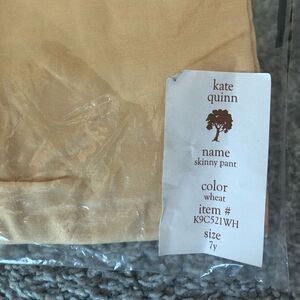 kate
quinn
name
skinny pant
color
wheat
item #
K9C521WH
size
7y